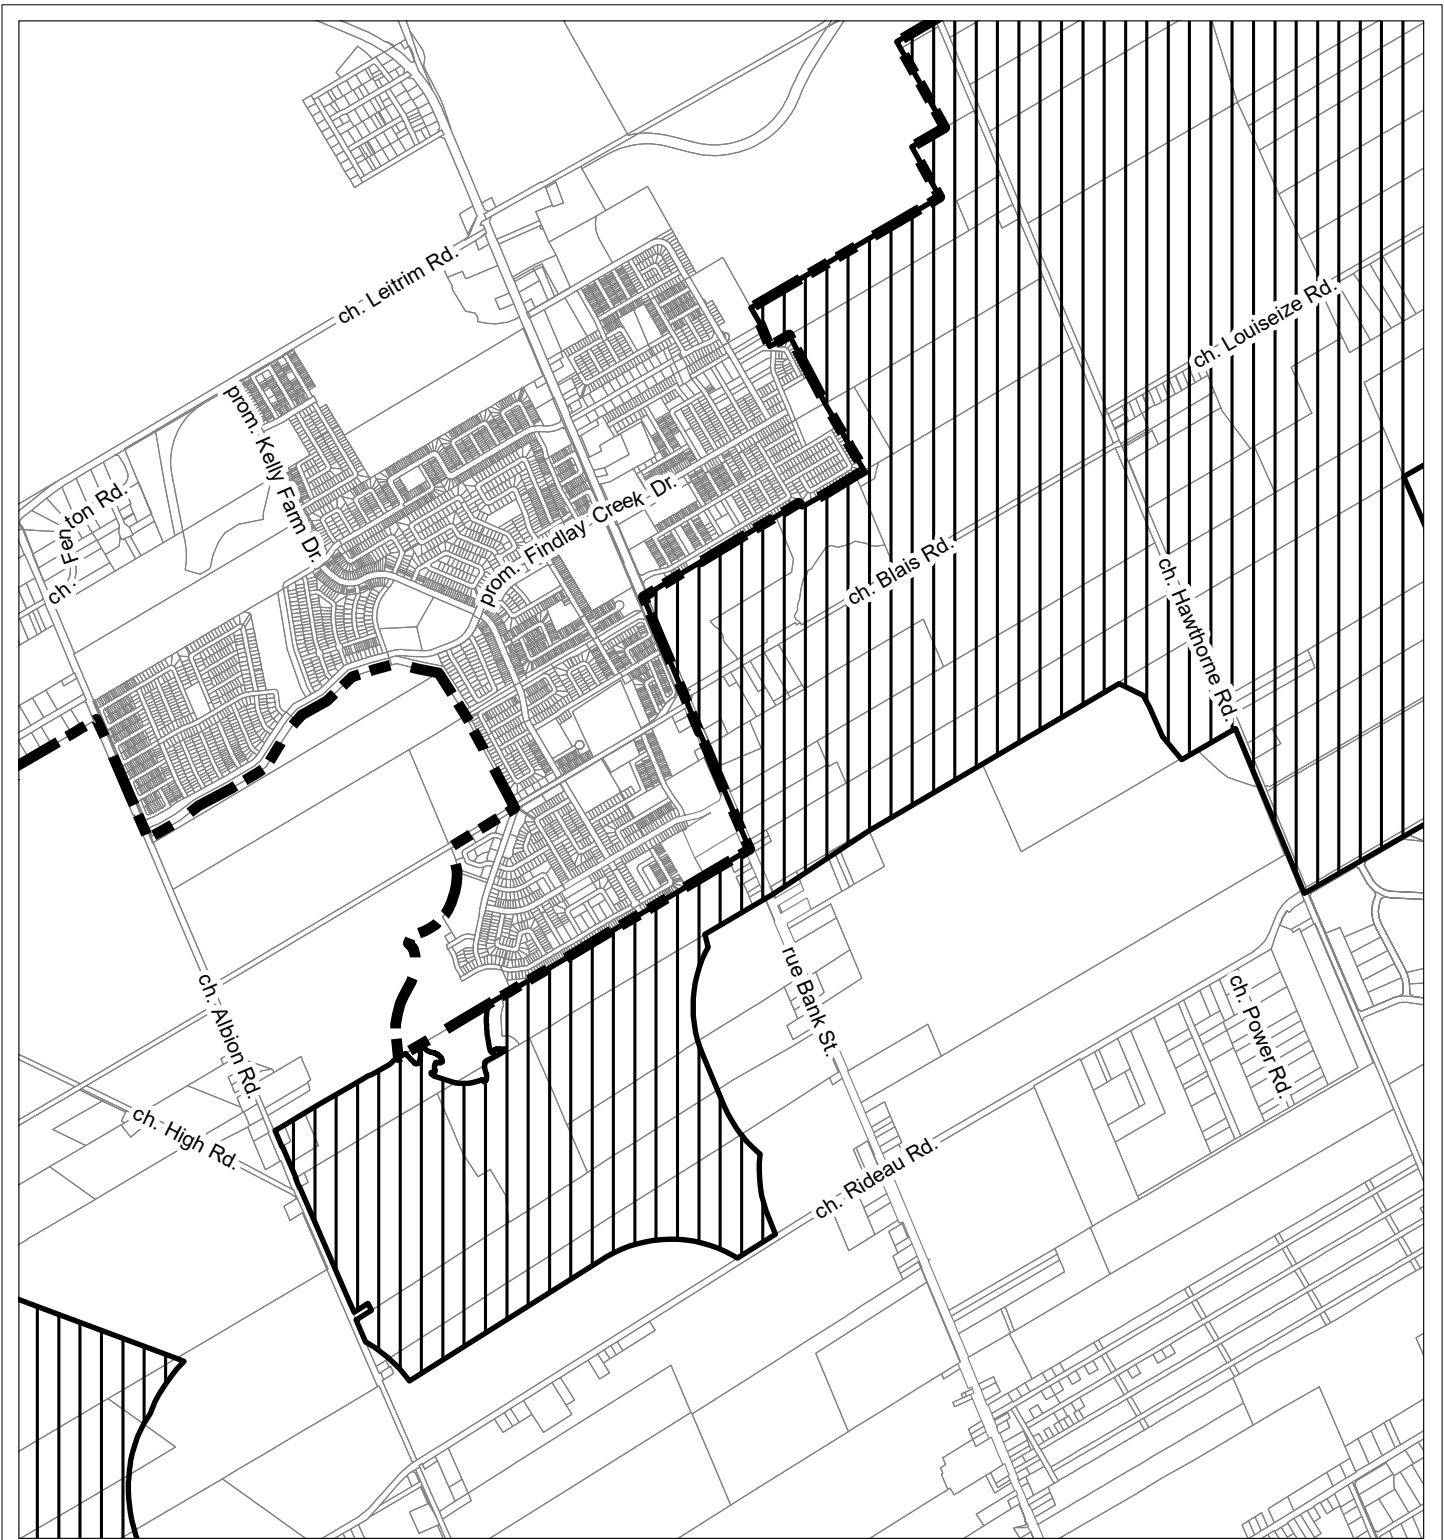 ch. Leitrim Rd.
ch. Louiseize Rd.
prom. Kelly Farm Dr.
ch. Fenton Rd.
prom. Findlay Creek Dr.
ch. Blais Rd.
ch. Hawthorne Rd.
ch. Albion Rd.
rue Bank St.
ch. Power Rd.
ch. High Rd.
ch. Rideau Rd.